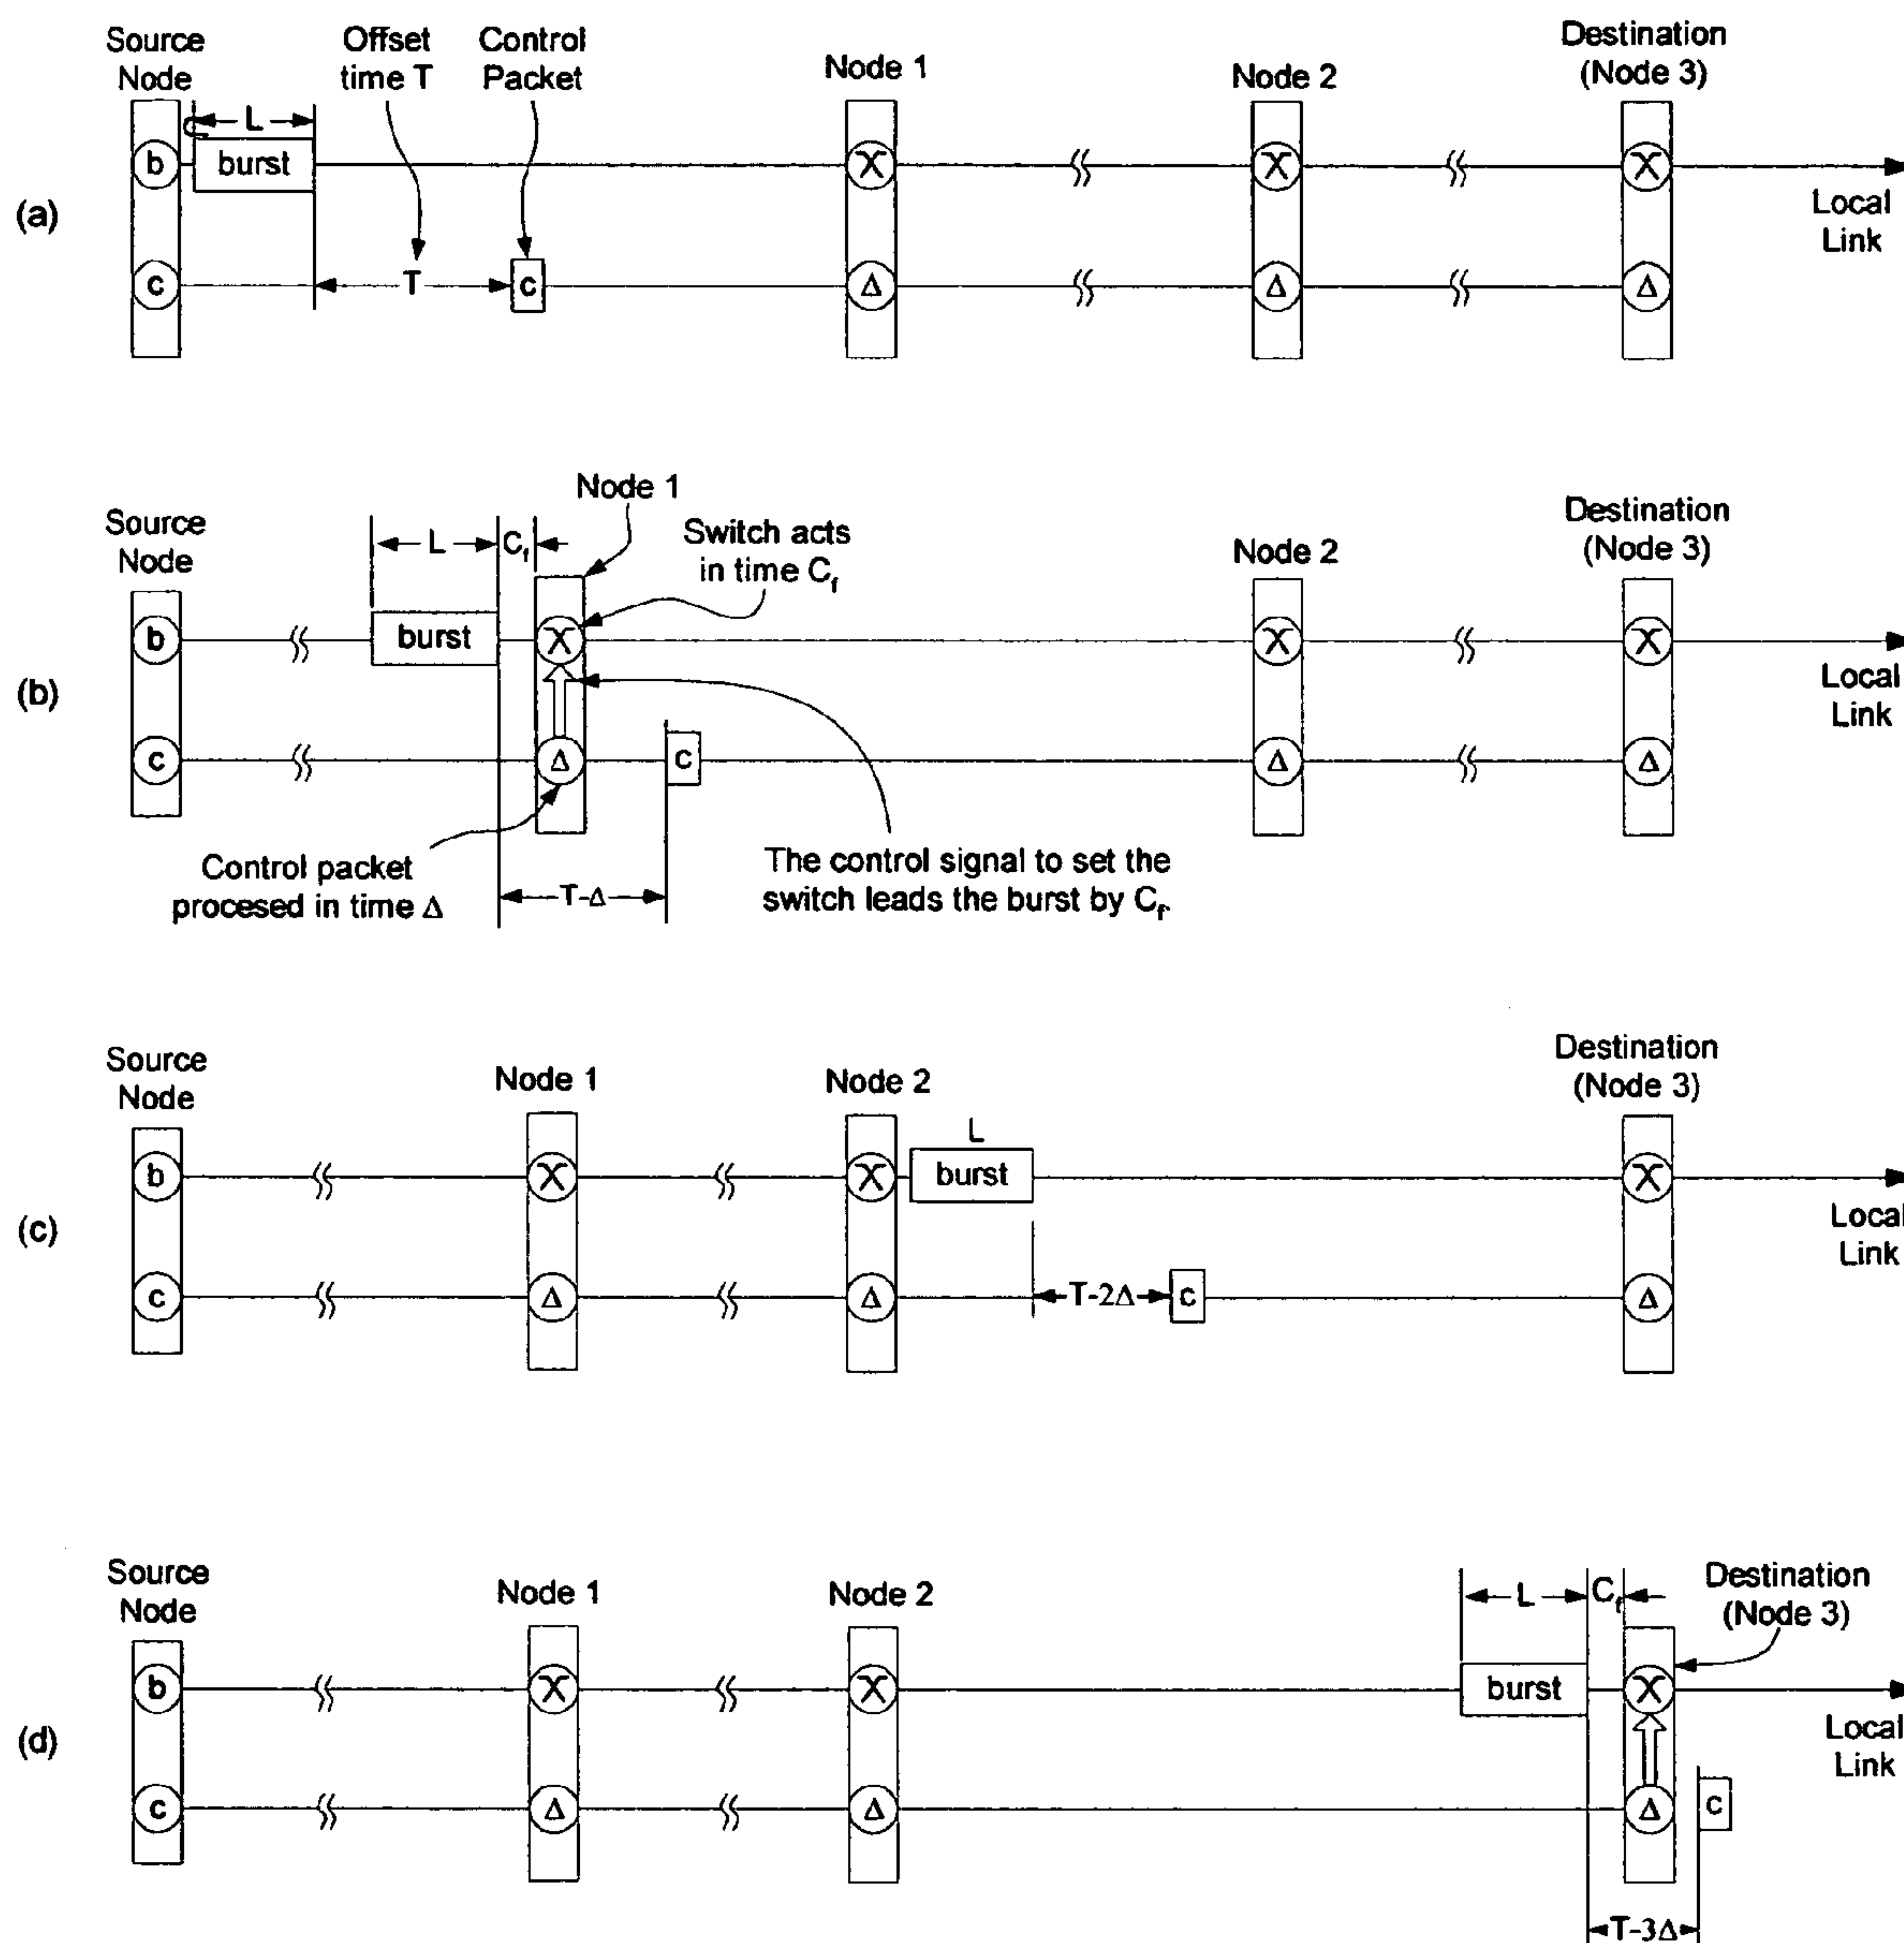 (a)
Source
Node
Offset
time T
Control
Packet
Node 1
Node 2
Destination
(Node 3)
L
b
burst
X
X
X
Local
Link
c
T
c
Δ
Δ
Δ
(b)
Source
Node
Node 1
Switch acts
in time Cf
Node 2
Destination
(Node 3)
L
Cf
b
burst
X
X
X
Local
Link
c
Δ
c
Δ
Δ
Control packet
procesed in time Δ
T-Δ
The control signal to set the
switch leads the burst by Cf.
(c)
Source
Node
Node 1
Node 2
Destination
(Node 3)
L
b
X
X
burst
X
Local
Link
c
Δ
Δ
T-2Δ
c
Δ
(d)
Source
Node
Node 1
Node 2
L
Cf
Destination
(Node 3)
b
X
X
burst
X
Local
Link
c
Δ
Δ
Δ
c
T-3Δ